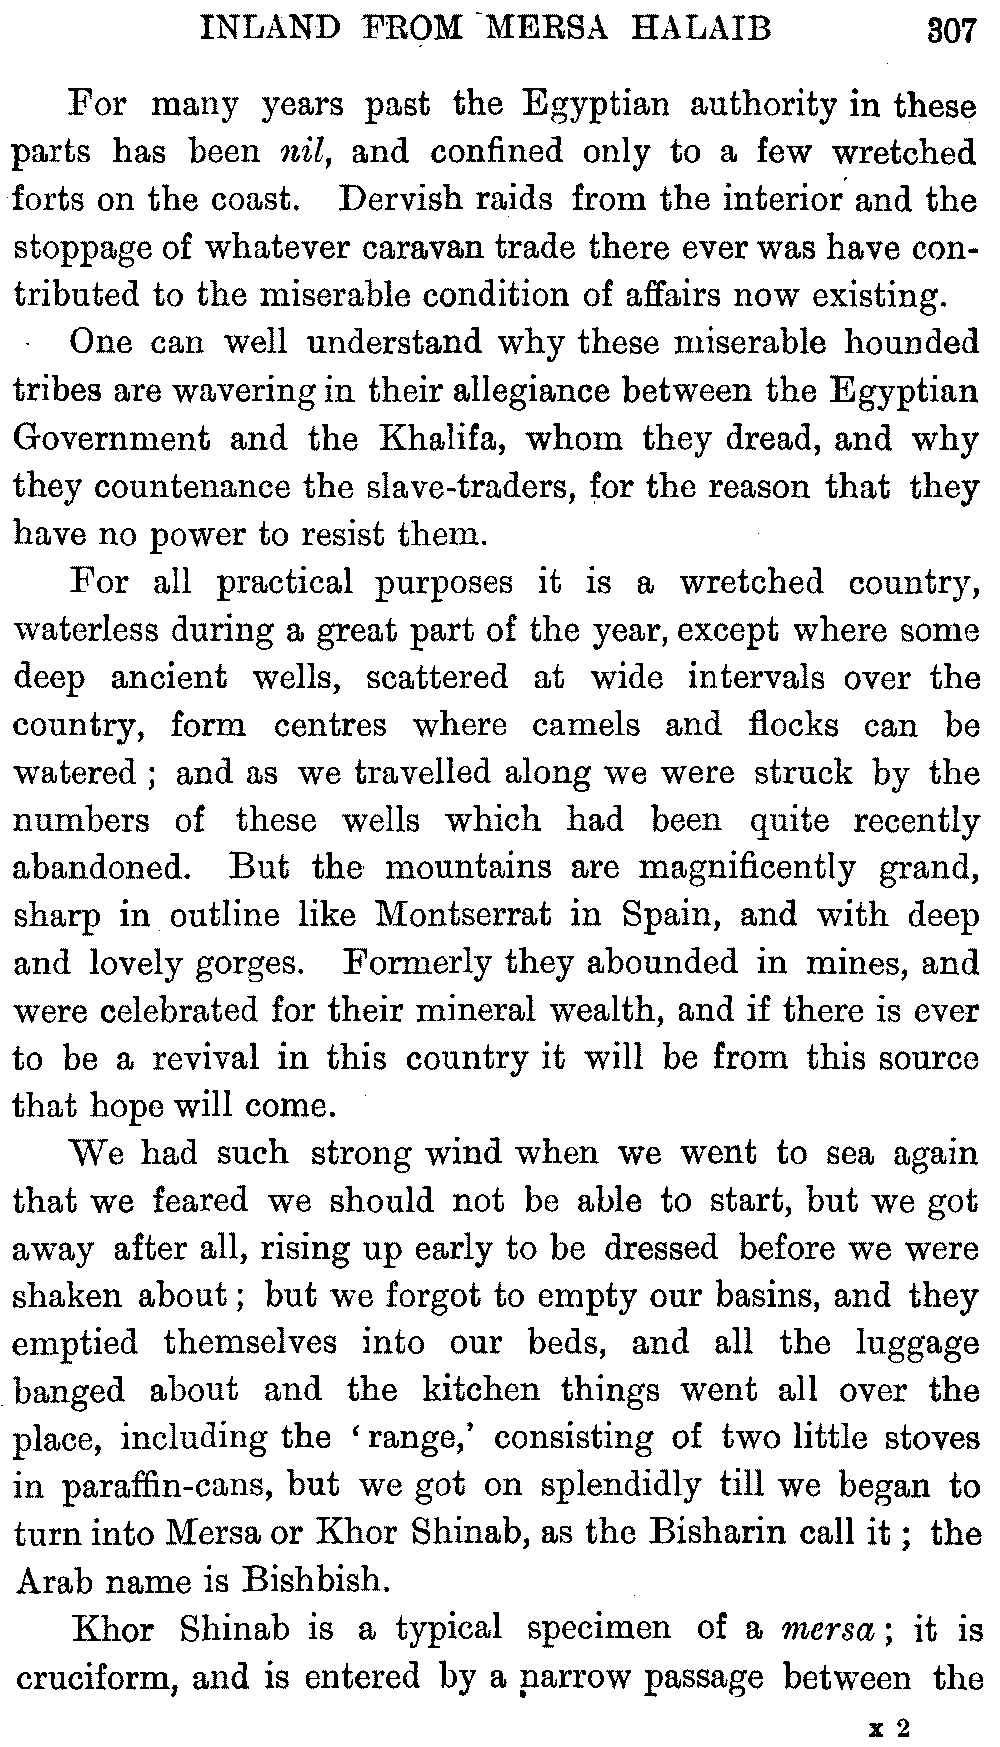 INLAND FROM MERSA HALAIB 307
For many years past the Egyptian authority in these
parts has been nil, and confined only to a few wretched
forts on the coast. Dervish raids from the interior and the
stoppage of whatever caravan trade there ever was have con-
tributed to the miserable condition of affairs now existing.
One can well understand why these miserable hounded
tribes are wavering in their allegiance between the Egyptian
Government and the Khalifa, whom they dread, and why
they countenance the slave-traders, for the reason that they
have no power to resist them.
For all practical purposes it is a wretched country,
waterless during a great part of the year, except where some
deep ancient wells, scattered at wide intervals over the
country, form centres where camels and flocks can be
watered ; and as we travelled along we were struck by the
numbers of these wells which had been quite recently
abandoned. But the mountains are magnificently grand,
sharp in outline like Montserrat in Spain, and with deep
and lovely gorges. Formerly they abounded in mines, and
were celebrated for their mineral wealth, and if there is ever
to be a revival in this country it will be from this source
that hope will come.
We had such strong wind when we went to sea again
that we feared we should not be able to start, but we got
away after all, rising up early to be dressed before we were
shaken about ; but we forgot to empty our basins, and they
emptied themselves into our beds, and all the luggage
banged about and the kitchen things went all over the
place, including the ‘ range,’ consisting of two little stoves
in paraffin-cans, but we got on splendidly till we began to
turn into Mersa or Khor Shinab, as the Bisharin call it ; the
Arab name is Bishbish.
Khor Shinab is a typical specimen of a mersa ; it is
cruciform, and is entered by a narrow passage between the
x 2